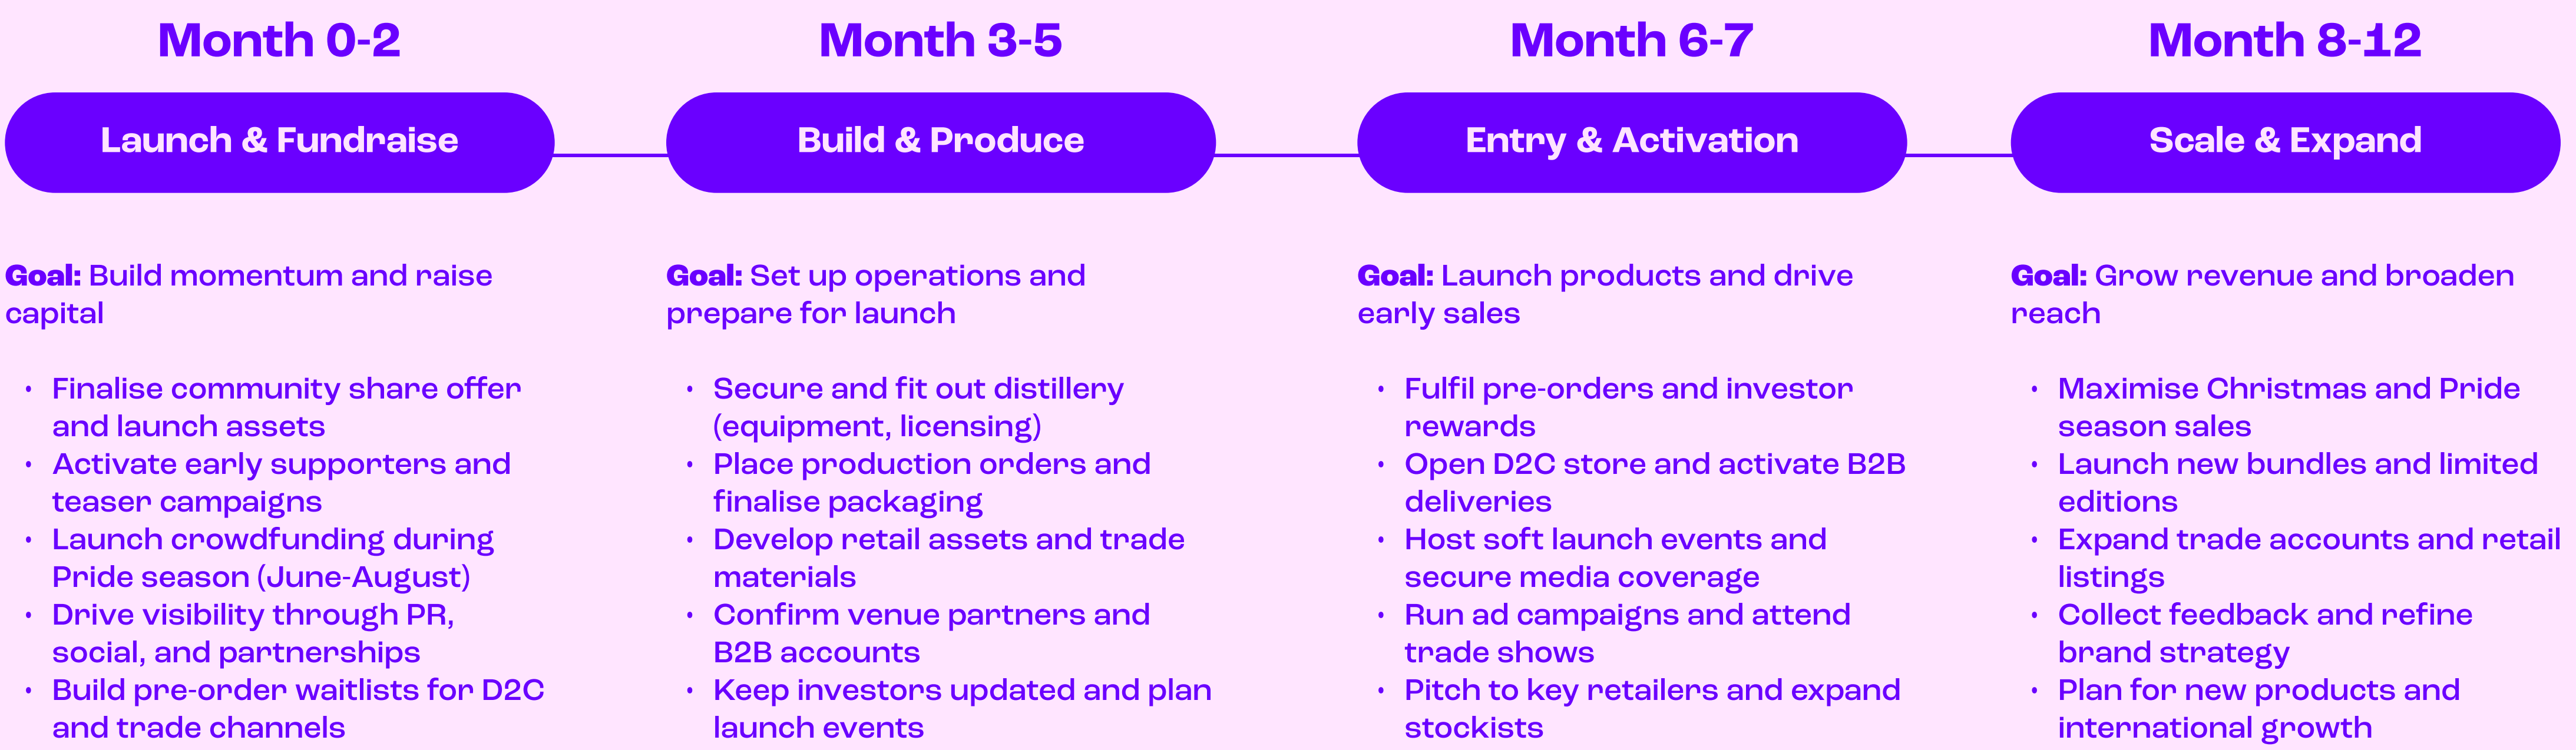 Month 0-2
Launch & Fundraise
Goal: Build momentum and raise
capital
• Finalise community share offer
and launch assets
• Activate early supporters and
teaser campaigns
• Launch crowdfunding during
Pride season (June-August)
• Drive visibility through PR,
social, and partnerships
• Build pre-order waitlists for D2C
and trade channels
Month 3-5
Build & Produce
Goal: Set up operations and
prepare for launch
• Secure and fit out distillery
(equipment, licensing)
• Place production orders and
finalise packaging
• Develop retail assets and trade
materials
• Confirm venue partners and
B2B accounts
• Keep investors updated and plan
launch events
Month 6-7
Entry & Activation
Goal: Launch products and drive
early sales
• Fulfil pre-orders and investor
rewards
• Open D2C store and activate B2B
deliveries
• Host soft launch events and
secure media coverage
• Run ad campaigns and attend
trade shows
• Pitch to key retailers and expand
stockists
Month 8-12
Scale & Expand
Goal: Grow revenue and broaden
reach
• Maximise Christmas and Pride
season sales
• Launch new bundles and limited
editions
• Expand trade accounts and retail
listings
• Collect feedback and refine
brand strategy
• Plan for new products and
international growth